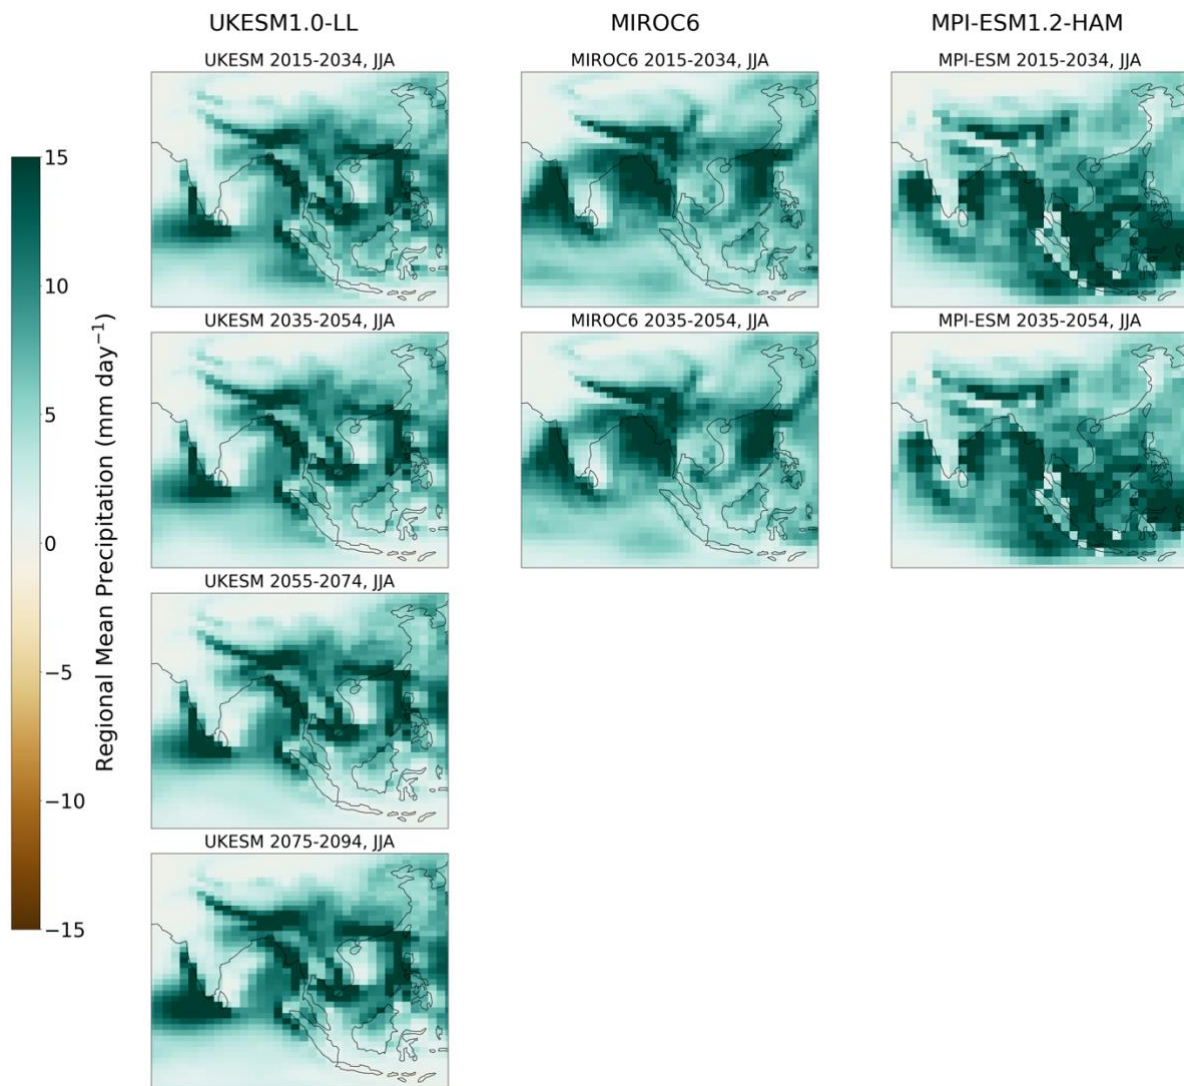 UKESM1.0-LL
MIROC6
MPI-ESM1.2-HAM
UKESM 2015-2034, JJA
MIROC6 2015-2034, JJA
MPI-ESM 2015-2034, JJA
Regional Mean Precipitation (mm day⁻¹)
15
10
5
0
−5
−10
−15
UKESM 2035-2054, JJA
MIROC6 2035-2054, JJA
MPI-ESM 2035-2054, JJA
UKESM 2055-2074, JJA
UKESM 2075-2094, JJA